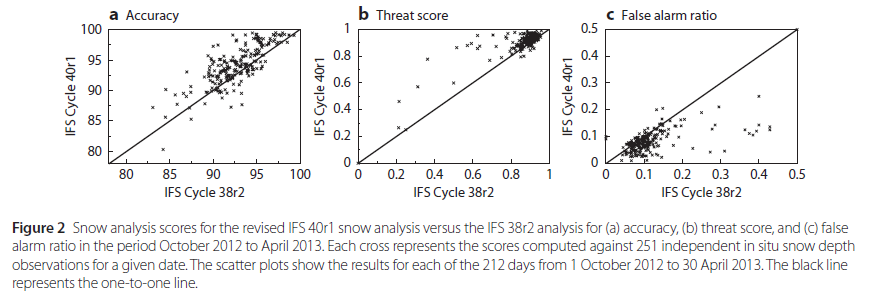 a Accuracy
100
95
90
85
80
IFS Cycle 40r1
80 85 90 95 100
IFS Cycle 38r2
b Threat score
1
0.8
0.6
0.4
0.2
0
IFS Cycle 40r1
0 0.2 0.4 0.6 0.8 1
IFS Cycle 38r2
c False alarm ratio
0.5
0.4
0.3
0.2
0.1
0
IFS Cycle 40r1
0 0.1 0.2 0.3 0.4 0.5
IFS Cycle 38r2
Figure 2 Snow analysis scores for the revised IFS 40r1 snow analysis versus the IFS 38r2 analysis for (a) accuracy, (b) threat score, and (c) false
alarm ratio in the period October 2012 to April 2013. Each cross represents the scores computed against 251 independent in situ snow depth
observations for a given date. The scatter plots show the results for each of the 212 days from 1 October 2012 to 30 April 2013. The black line
represents the one-to-one line.